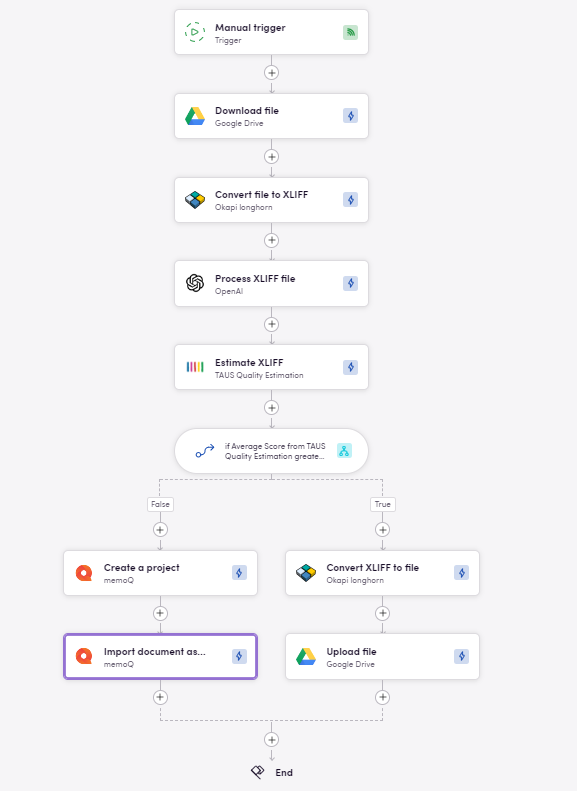 Manual trigger
Trigger
Download file
Google Drive
Convert file to XLIFF
Okapi longhorn
Process XLIFF file
OpenAI
Estimate XLIFF
TAUS Quality Estimation
if Average Score from TAUS
Quality Estimation greate...
False
True
Create a project
memoQ
Convert XLIFF to file
Okapi longhorn
Import document as...
memoQ
Upload file
Google Drive
End